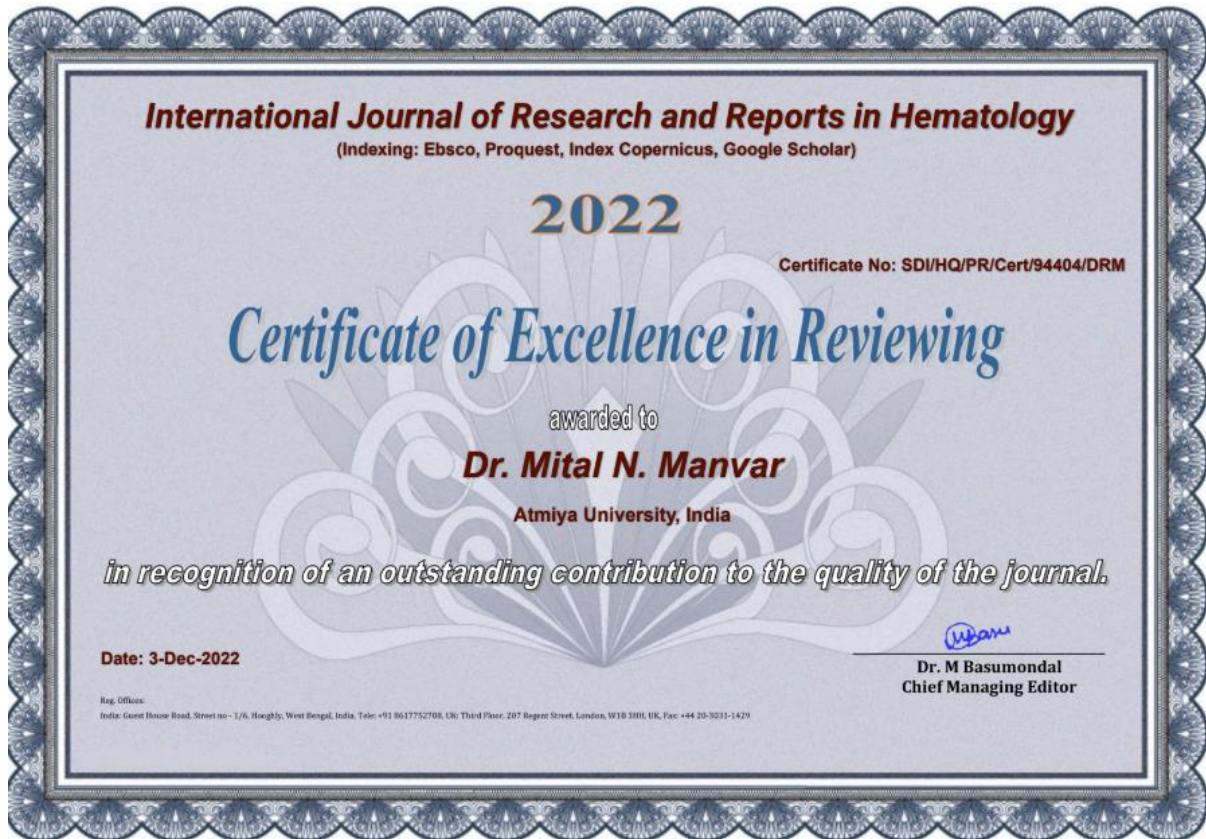 International Journal of Research and Reports in Hematology
(Indexing: Ebsco, Proquest, Index Copernicus, Google Scholar)
2022
Certificate No: SDI/HQ/PR/Cert/94404/DRM
Certificate of Excellence in Reviewing
awarded to
Dr. Mital N. Manvar
Atmiya University, India
in recognition of an outstanding contribution to the quality of the journal.
Date: 3-Dec-2022
Dr. M Basumondal
Chief Managing Editor
Reg. Offices:
India: Guest House Road, Street no - 1/6, Hooghly, West Bengal, India, Tele: +91 8617752708, UK: Third Floor, 207 Regent Street, London, W1B 3HH, UK, Fax: +44 20-3031-1429